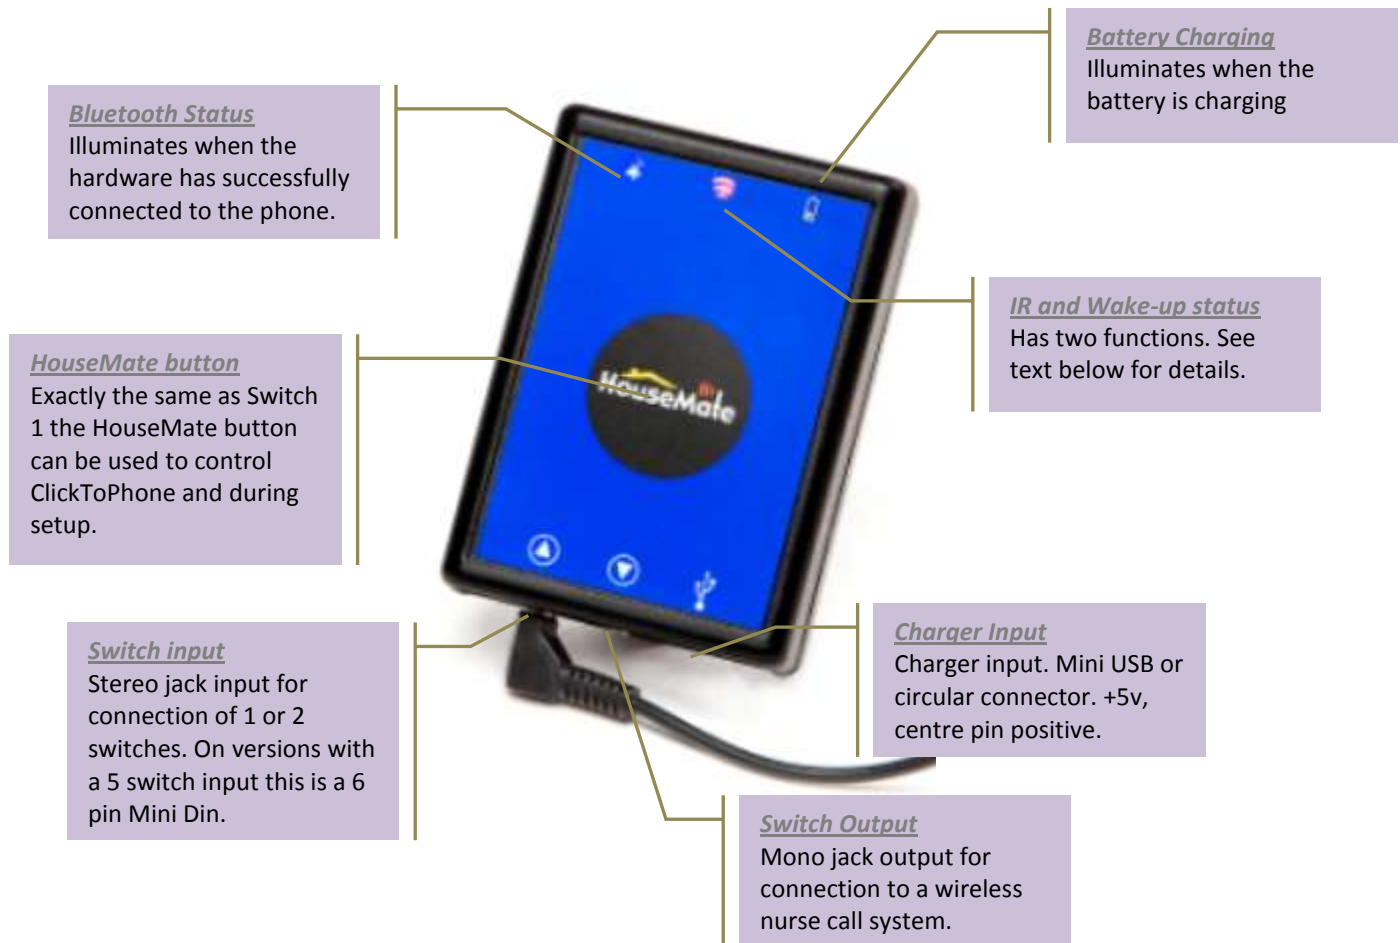 Battery Charging
Illuminates when the
battery is charging
Bluetooth Status
Illuminates when the
hardware has successfully
connected to the phone.
IR and Wake-up status
Has two functions. See
text below for details.
HouseMate button
Exactly the same as Switch
1 the HouseMate button
can be used to control
ClickToPhone and during
setup.
HouseMate
Switch input
Stereo jack input for
connection of 1 or 2
switches. On versions with
a 5 switch input this is a 6
pin Mini Din.
Charger Input
Charger input. Mini USB or
circular connector. +5v,
centre pin positive.
Switch Output
Mono jack output for
connection to a wireless
nurse call system.